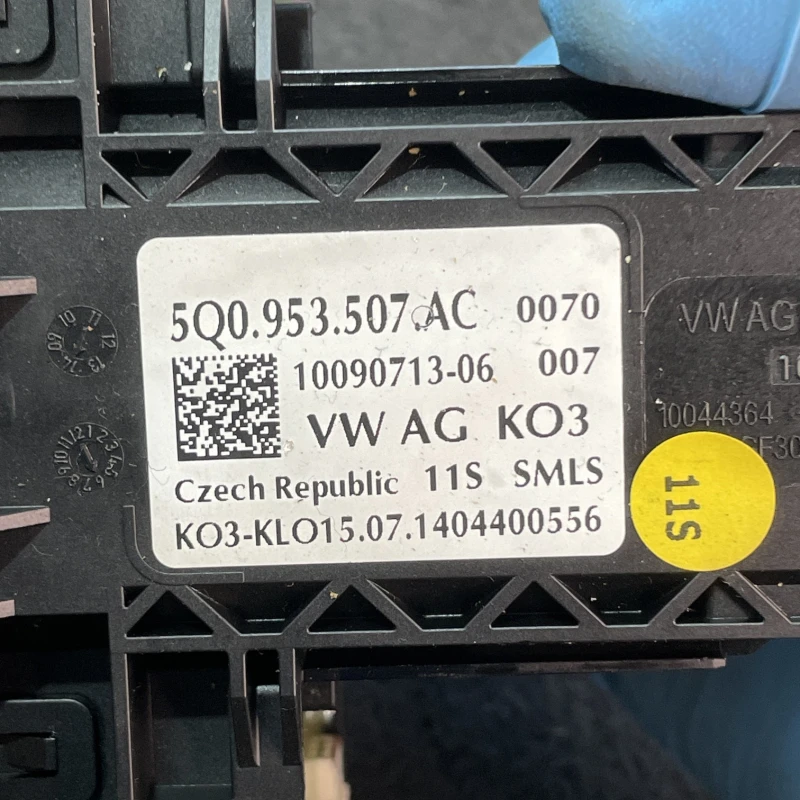 5Q0.953.507.AC 0070
10090713-06 007
VW AG KO3
Czech Republic 11S SMLS
KO3-KLO15.07.1404400556
VW AG
10044364
11S